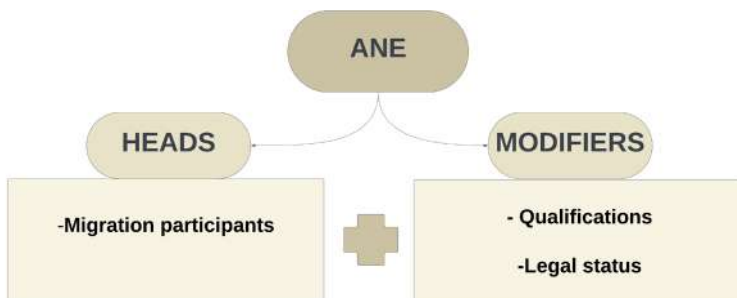 ANE
HEADS
MODIFIERS
-Migration participants
- Qualifications
-Legal status